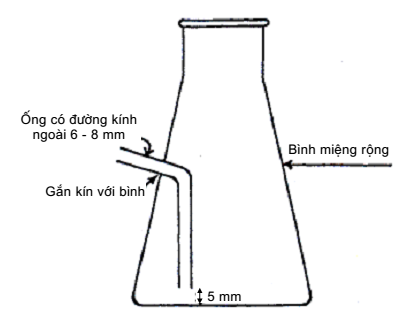 Ống có đường kính
ngoài 6 - 8 mm
Bình miệng rộng
Gắn kín với bình
5 mm